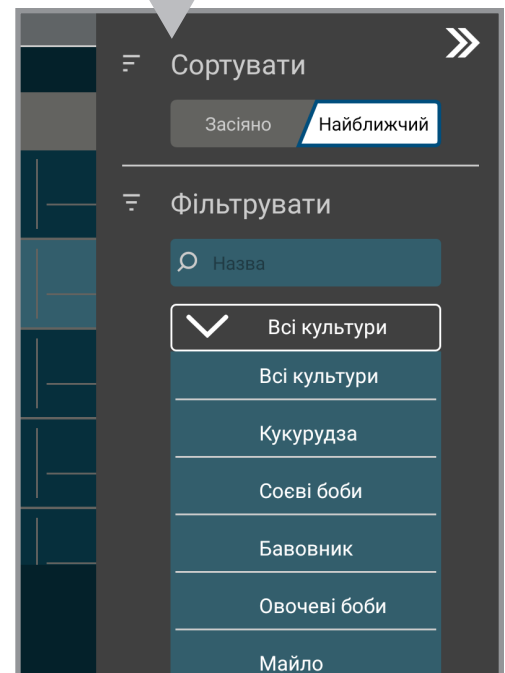 Сортувати
Засіяно Найближчий
Фільтрувати
Назва
Всі культури
Всі культури
Кукурудза
Соєві боби
Бавовник
Овочеві боби
Майло